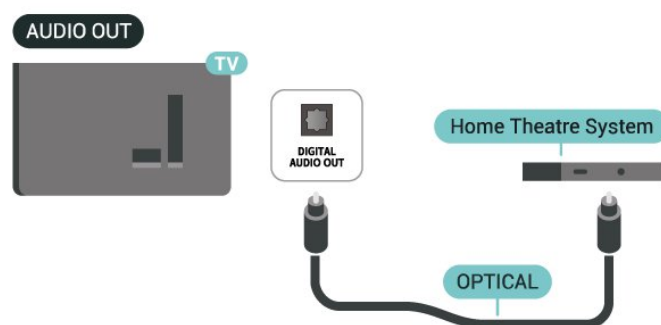 AUDIO OUT
TV
DIGITAL
AUDIO OUT
Home Theatre System
OPTICAL